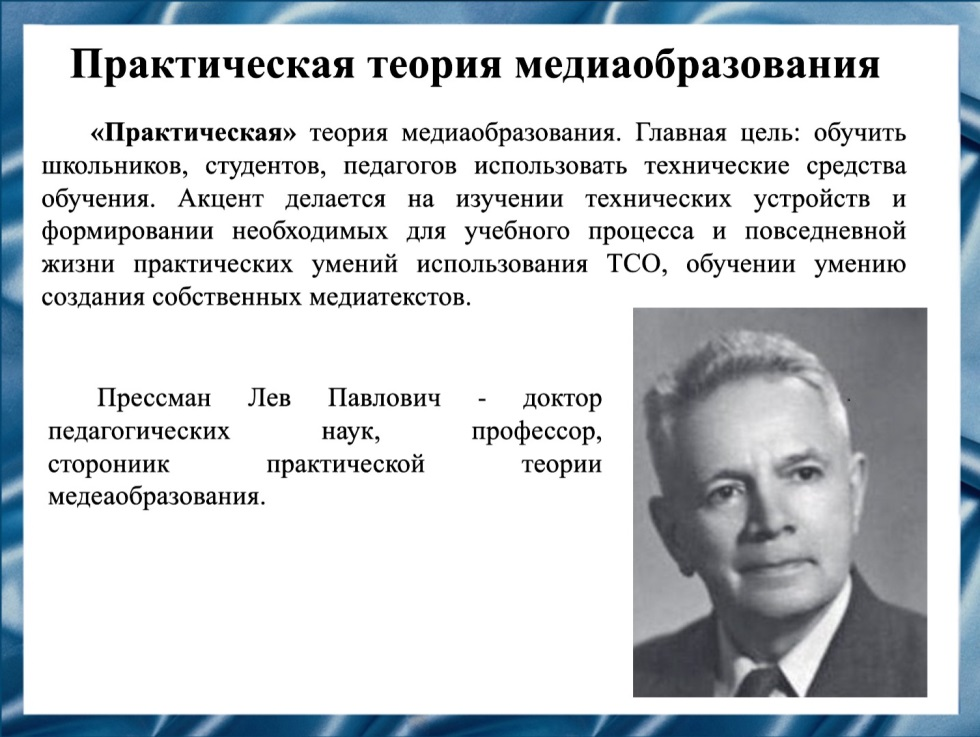 Практическая теория медиаобразования
«Практическая» теория медиаобразования. Главная цель: обучить
школьников, студентов, педагогов использовать технические средства
обучения. Акцент делается на изучении технических устройств и
формировании необходимых для учебного процесса и повседневной
жизни практических умений использования ТСО, обучении умению
создания собственных медиатекстов.
Прессман Лев Павлович - доктор
педагогических наук, профессор,
сторониик практической теории
медеаобразования.